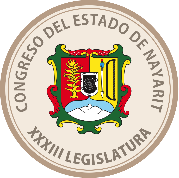 CONGRESO DEL ESTADO DE NAYARIT
XXXIII LEGISLATURA